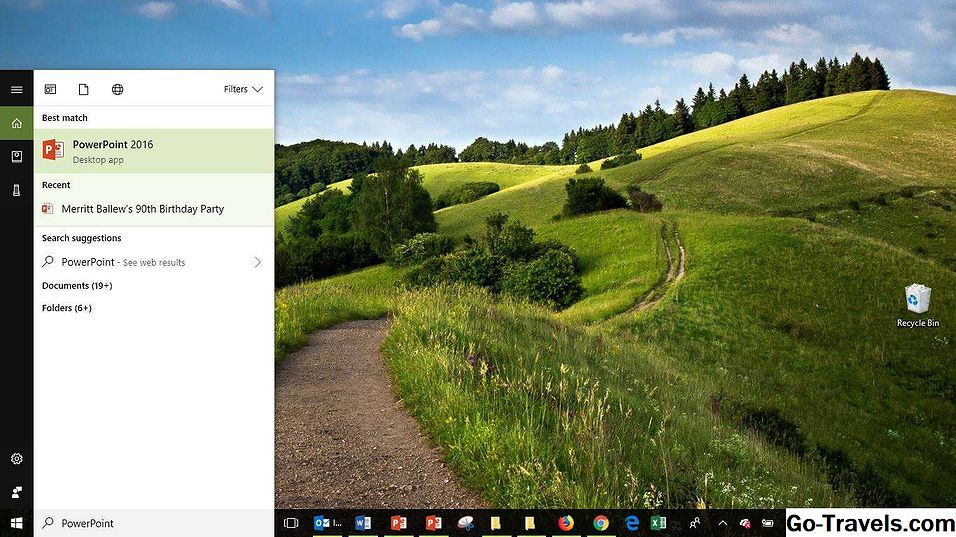 Filters
Best match
PowerPoint 2016
Desktop app
Recent
Merritt Ballew's 90th Birthday Party
Search suggestions
PowerPoint - See web results
Documents (19+)
Folders (6+)
Recycle Bin
PowerPoint
I...
Go-Travels.com